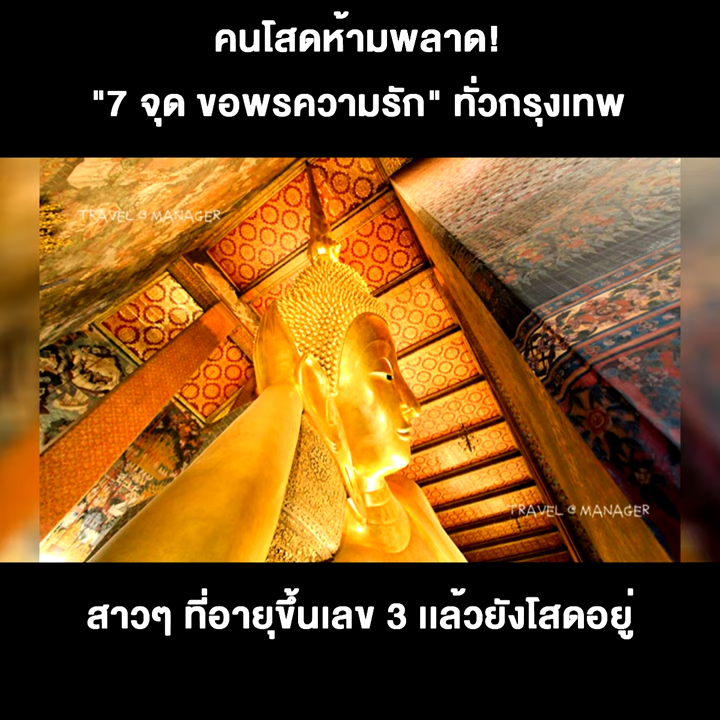 คนโสดห้ามพลาด!
"7 จุด ขอพรความรัก" ทั่วกรุงเทพ
TRAVEL @ MANAGER
TRAVEL @ MANAGER
สาวๆ ที่อายุขึ้นเลข 3 แล้วยังโสดอยู่